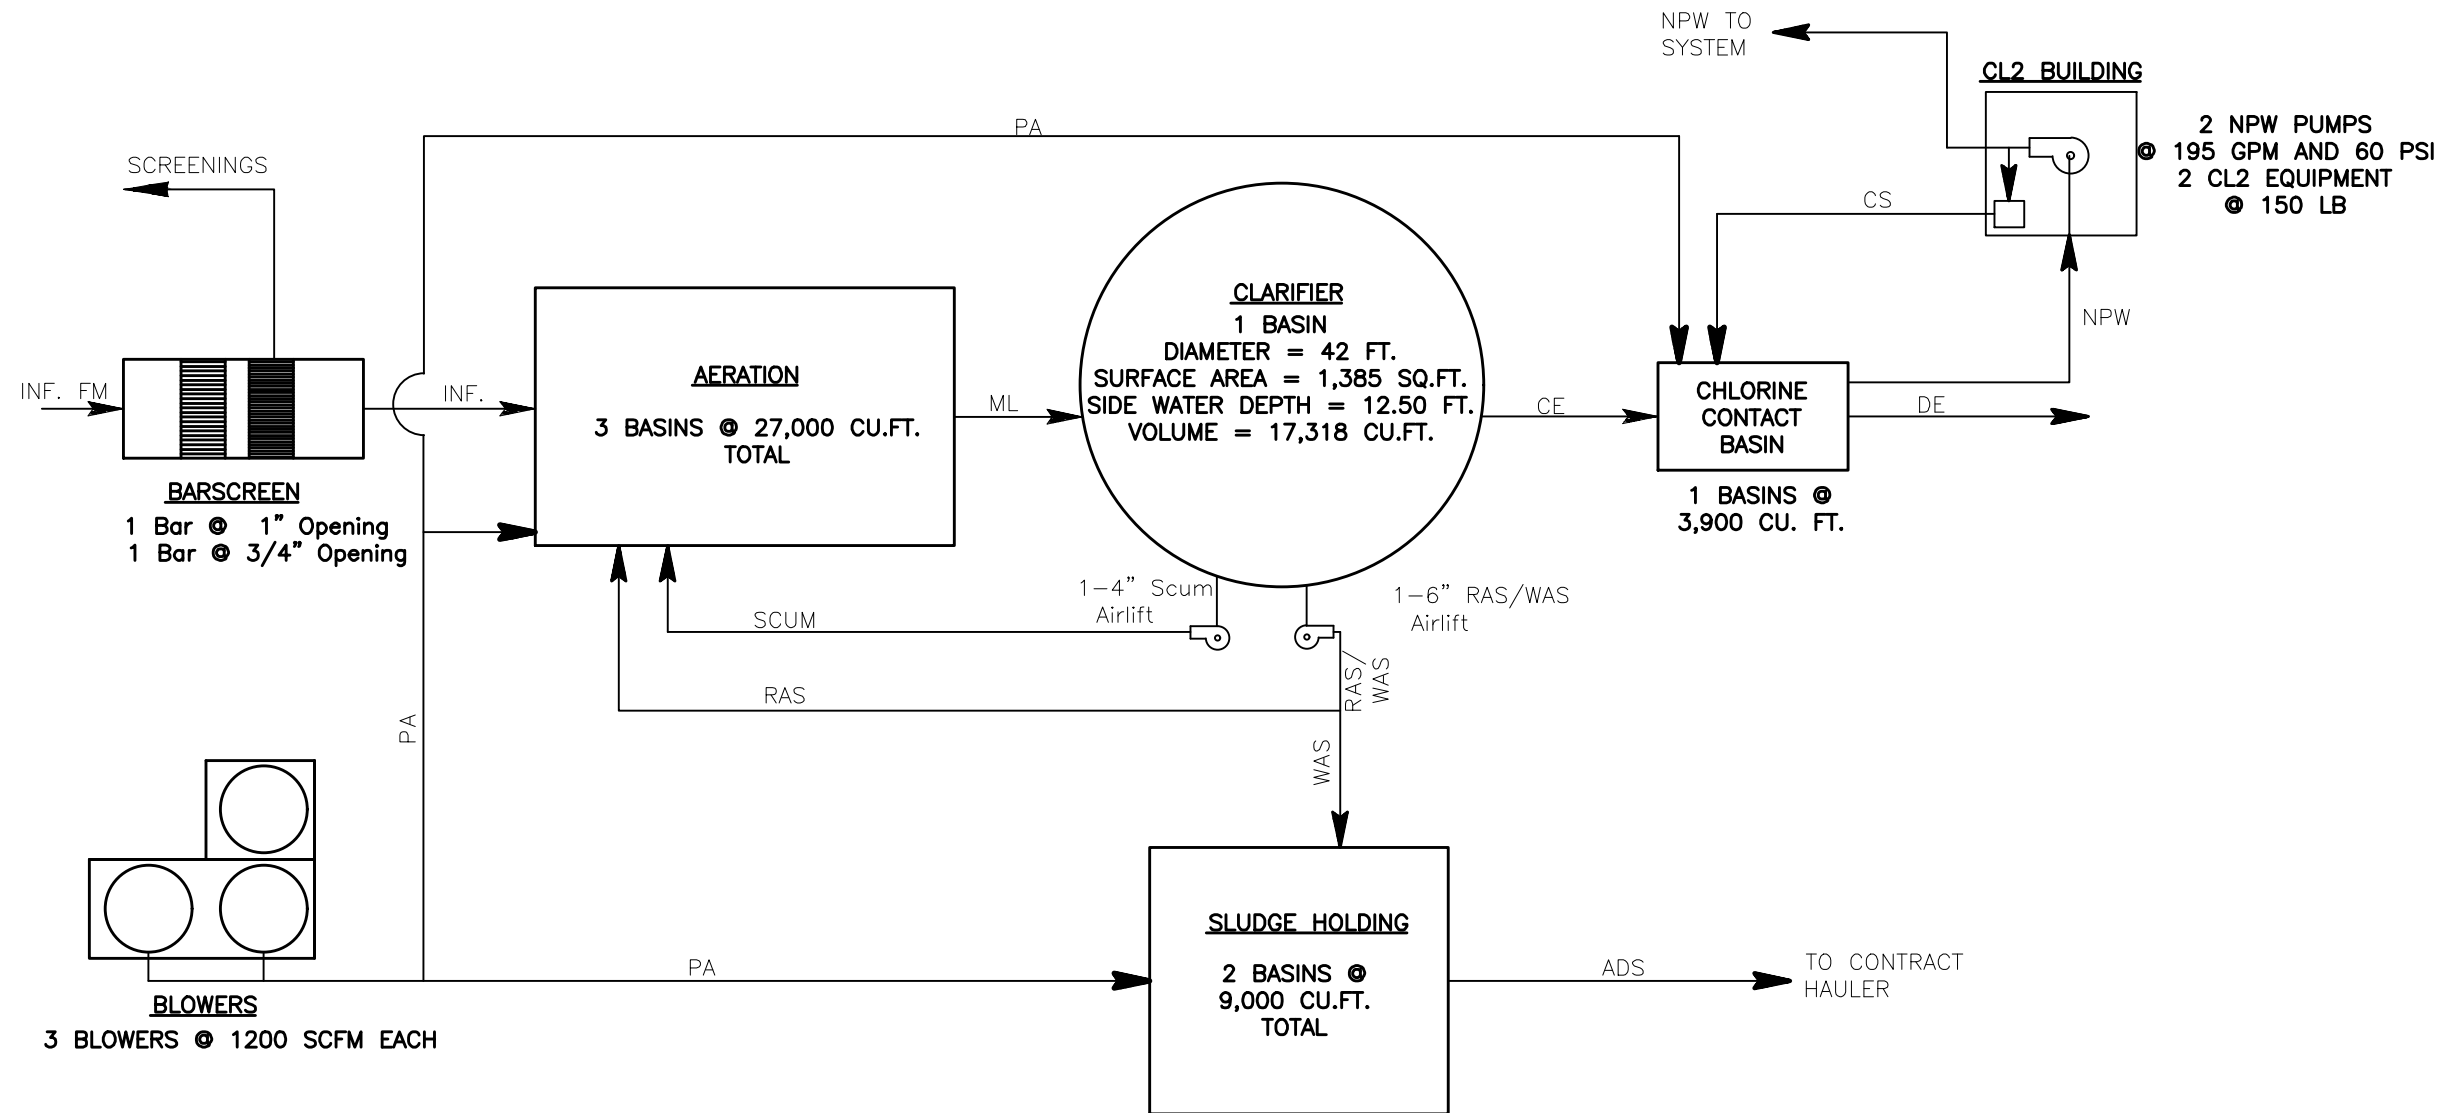 NPW TO
SYSTEM
CL2 BUILDING
2 NPW PUMPS
@ 195 GPM AND 60 PSI
2 CL2 EQUIPMENT
@ 150 LB
PA
SCREENINGS
CS
NPW
INF. FM
INF.
BARSCREEN
1 Bar @ 1" Opening
1 Bar @ 3/4" Opening
AERATION
3 BASINS @ 27,000 CU.FT.
TOTAL
ML
CLARIFIER
1 BASIN
DIAMETER = 42 FT.
SURFACE AREA = 1,385 SQ.FT.
SIDE WATER DEPTH = 12.50 FT.
VOLUME = 17,318 CU.FT.
CE
CHLORINE
CONTACT
BASIN
DE
1 BASINS @
3,900 CU. FT.
1-4" Scum
Airlift
1-6" RAS/WAS
Airlift
SCUM
RAS/
WAS
RAS
PA
WAS
BLOWERS
3 BLOWERS @ 1200 SCFM EACH
PA
SLUDGE HOLDING
2 BASINS @
9,000 CU.FT.
TOTAL
ADS
TO CONTRACT
HAULER